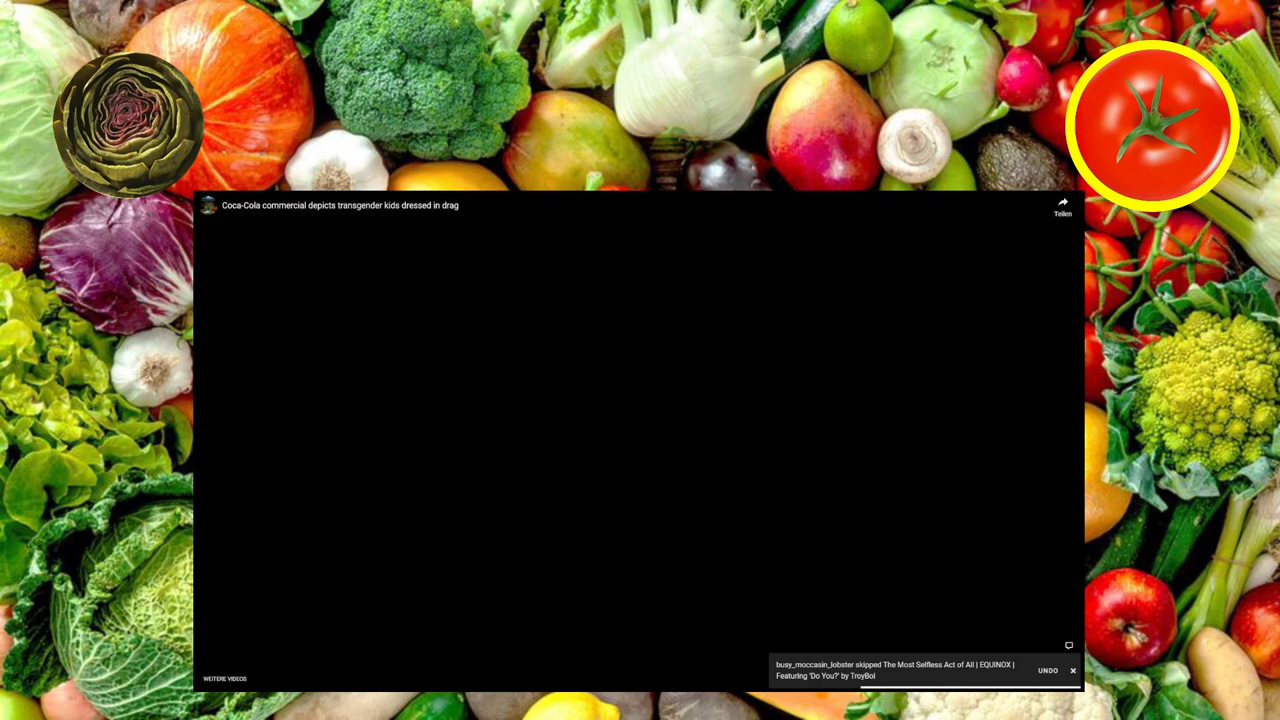 Coca-Cola commercial depicts transgender kids dressed in drag
Teilen
busy_moccasin_lobster skipped The Most Selfless Act of All | EQUINOX |
Featuring 'Do You?' by TroyBoi
UNDO
WEITERE VIDEOS